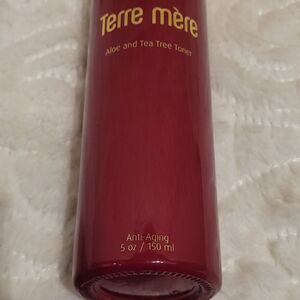 Terre mère
Aloe and Tea Tree Toner
Anti-Aging
5 oz / 150 ml